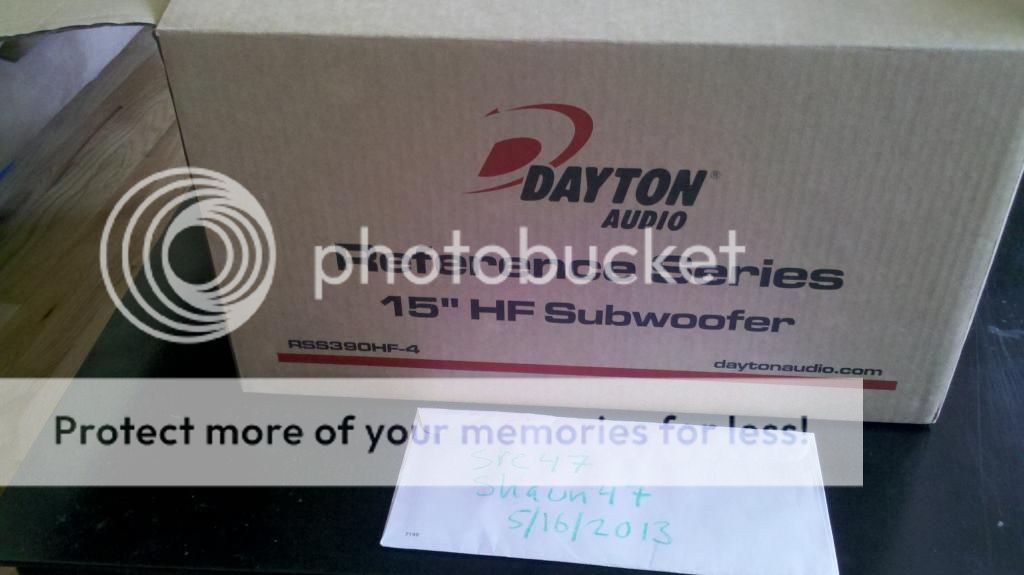 DAYTON®
AUDIO
photobucket
Reference Series
15" HF Subwoofer
RSS390HF-4
daytonaudio.com
Protect more of your memories for less!
Sre47
Shaun47
5/16/2013